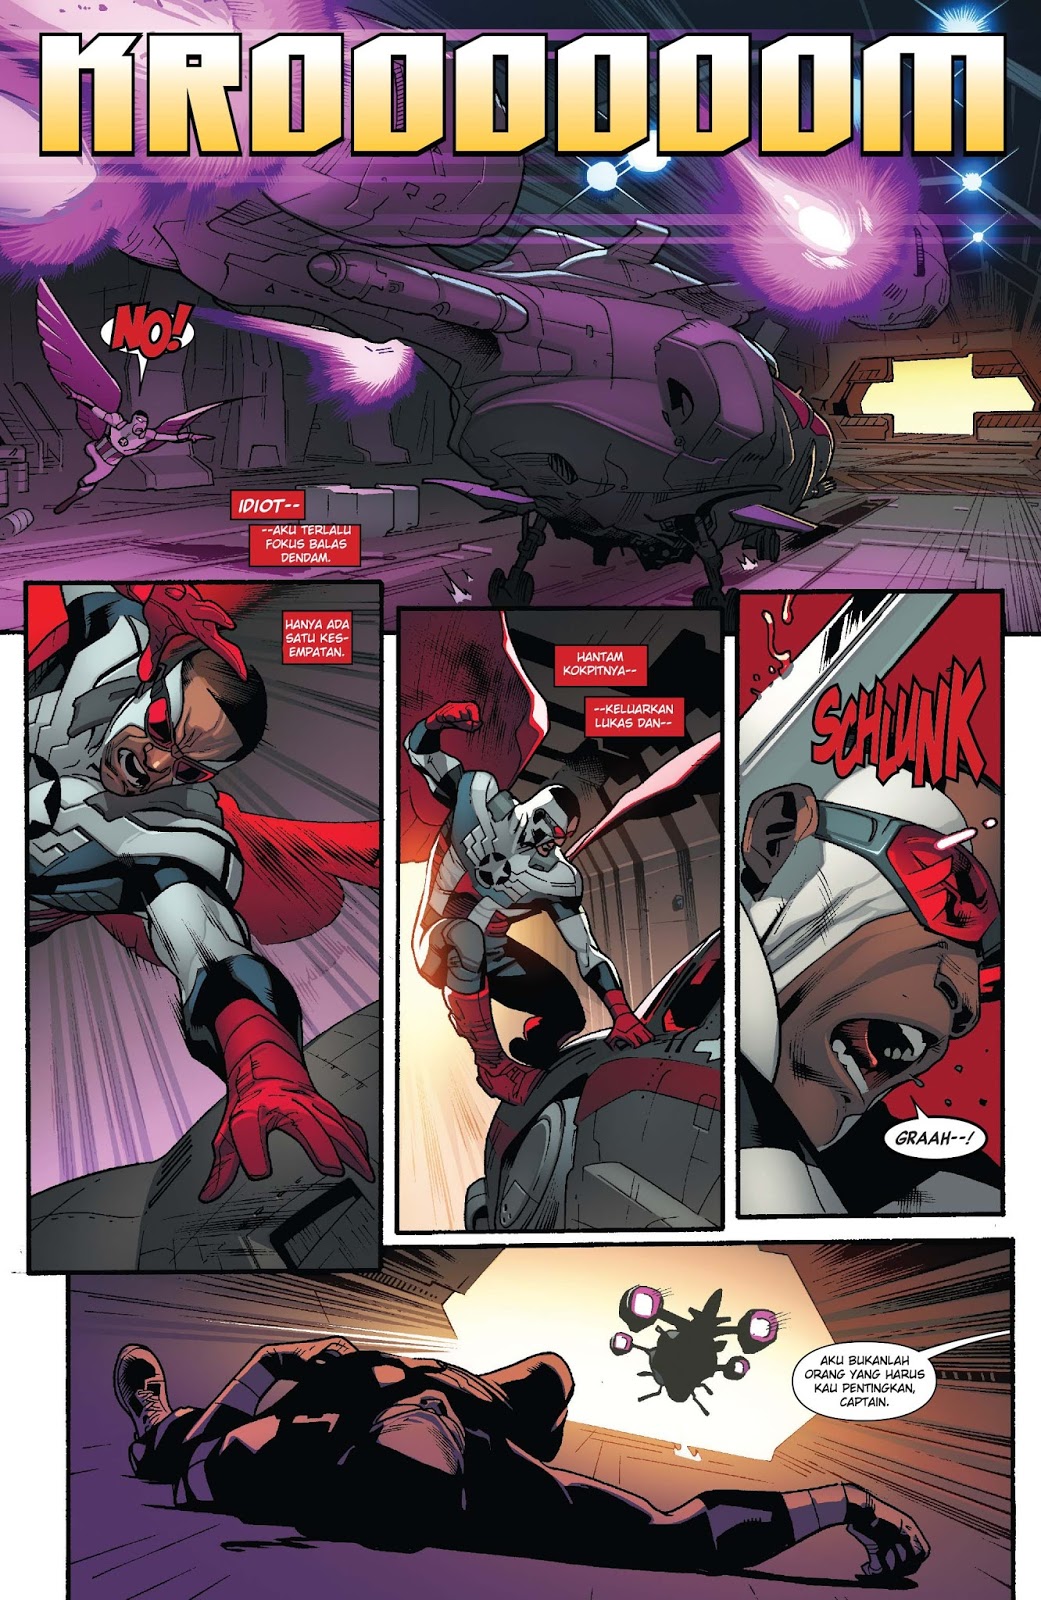 KROOOOOOM
NO!
IDIOT--
--AKU TERLALU
FOKUS BALAS
DENDAM.
HANYA ADA
SATU KES-
EMPATAN.
HANTAM
KOKPITNYA--
--KELUARKAN
LUKAS DAN--
SCHLUNK
GRAAH--!
AKU BUKANLAH
ORANG YANG HARUS
KAU PENTINGKAN,
CAPTAIN.